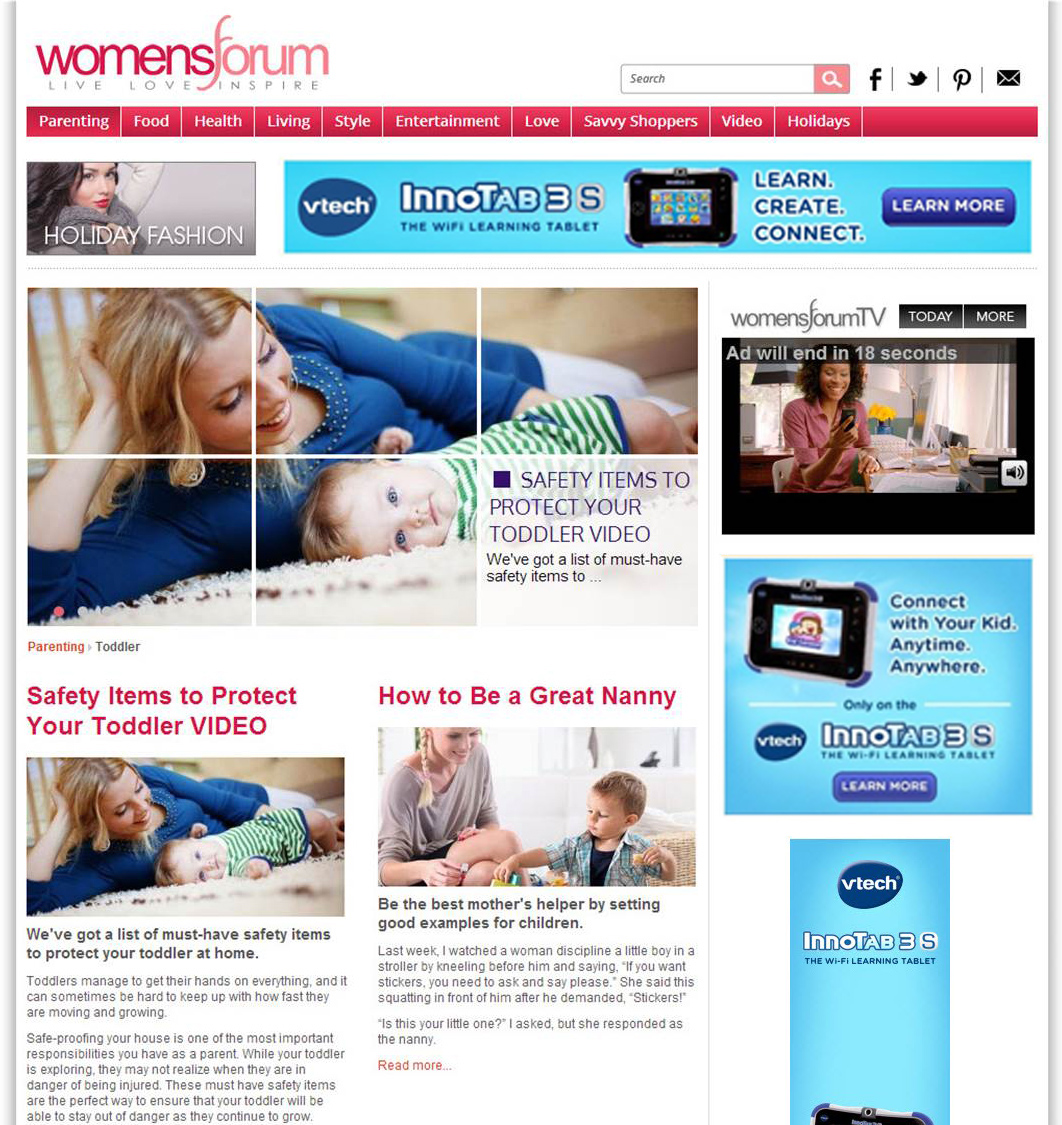 womensforum
LIVE LOVE INSPIRE
Search
Parenting Food Health Living Style Entertainment Love Savvy Shoppers Video Holidays
HOLIDAY FASHION
vtech
INNOTAB 3 S
THE WiFi LEARNING TABLET
LEARN.
CREATE.
CONNECT.
LEARN MORE
SAFETY ITEMS TO
PROTECT YOUR
TODDLER VIDEO
We've got a list of must-have
safety items to ...
womensforumTV TODAY MORE
Ad will end in 18 seconds
Parenting Toddler
Safety Items to Protect
Your Toddler VIDEO
We've got a list of must-have safety items
to protect your toddler at home.
Toddlers manage to get their hands on everything, and it
can sometimes be hard to keep up with how fast they
are moving and growing.
Safe-proofing your house is one of the most important
responsibilities you have as a parent. While your toddler
is exploring, they may not realize when they are in
danger of being injured. These must have safety items
are the perfect way to ensure that your toddler will be
able to stay out of danger as they continue to grow.
How to Be a Great Nanny
Be the best mother's helper by setting
good examples for children.
Last week, I watched a woman discipline a little boy in a
stroller by kneeling before him and saying, “If you want
stickers, you need to ask and say please.” She said this
squatting in front of him after he demanded, “Stickers!”
“Is this your little one?” I asked, but she responded as
the nanny.
Read more...
Connect
with Your Kid.
Anytime.
Anywhere.
Only on the
vtech
INNOTAB 3 S
THE Wi-Fi LEARNING TABLET
LEARN MORE
vtech
INNOTAB 3 S
THE Wi-Fi LEARNING TABLET